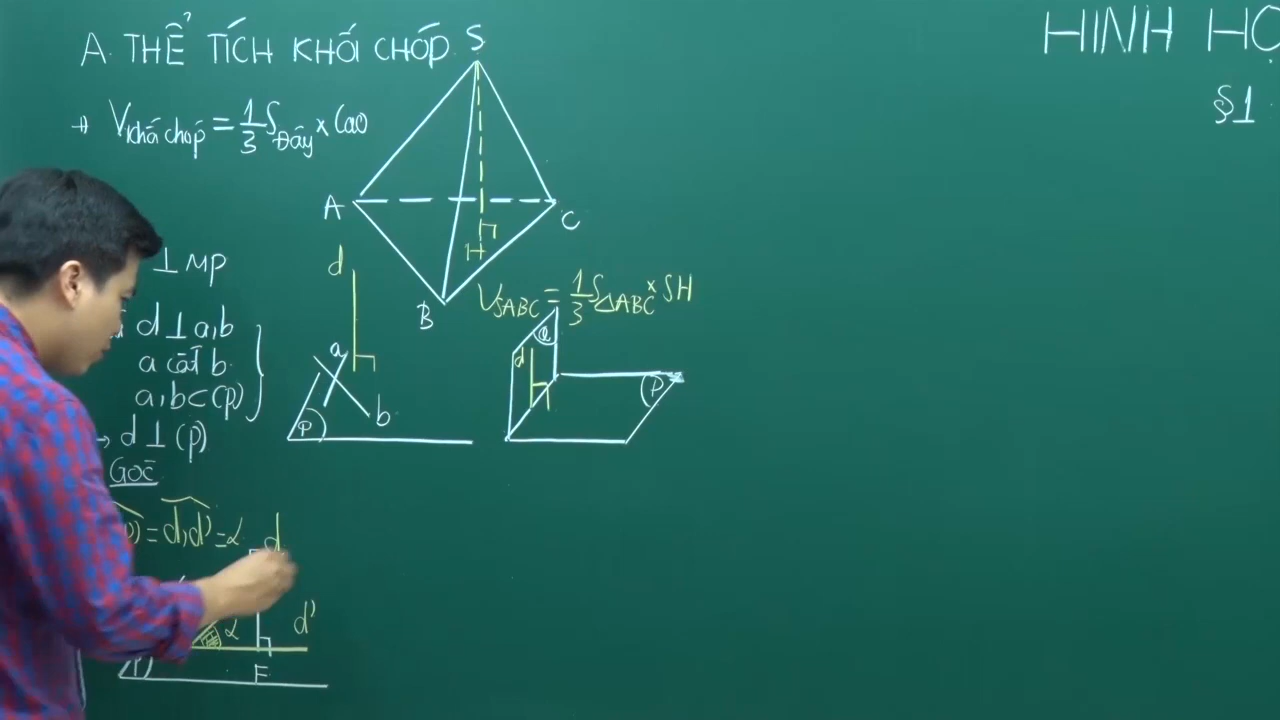 A. THỂ TÍCH KHỐI CHÓP
HÌNH HỌ
§1
V Khối chóp = 1/3 S Đáy × Cao
S
A
C
H
B
V SABC = 1/3 S ΔABC × SH
⊥ MP
d ⊥ a,b
a cắt b
a,b ⊂ (P)
d ⊥ (P)
d
a
b
P
Q
d
P
GÓC
= d,d' = α
d
α
d'
P
F